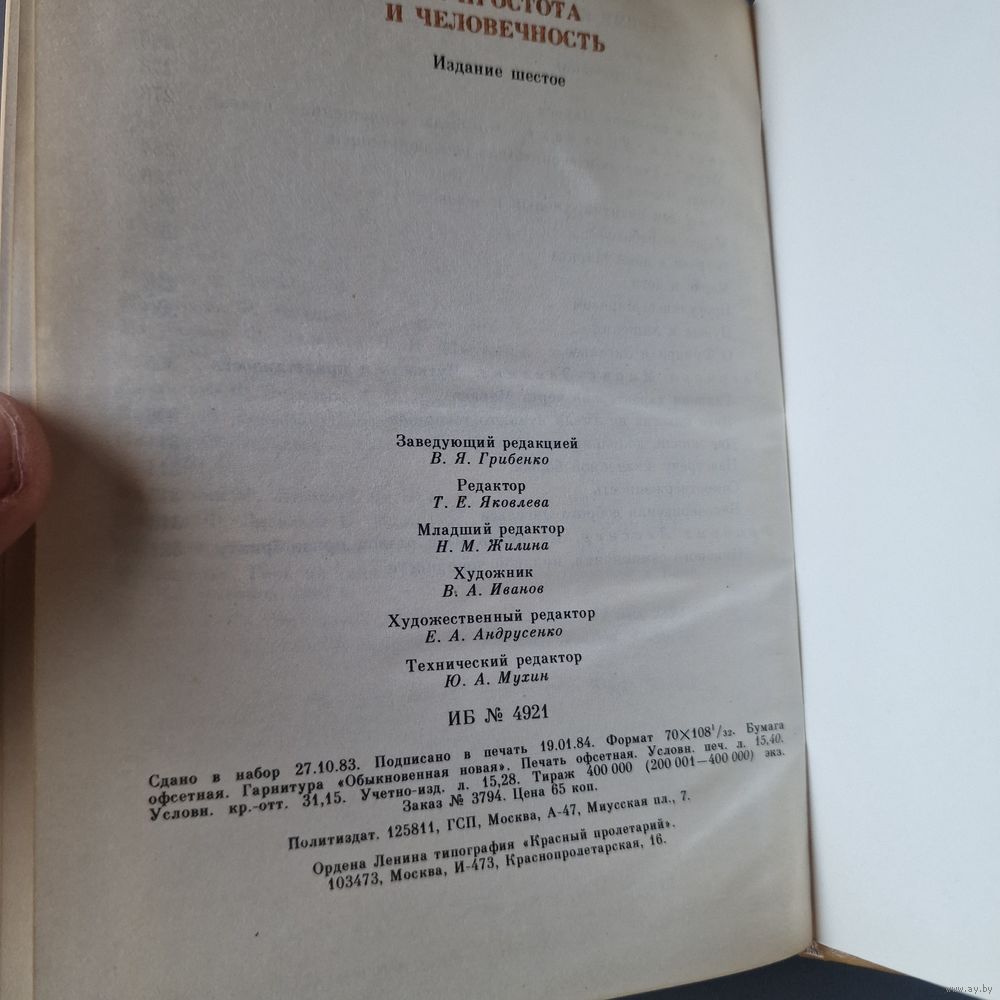 ПРОСТОТА
И ЧЕЛОВЕЧНОСТЬ
Издание шестое
Заведующий редакцией
В. Я. Грибенко
Редактор
Т. Е. Яковлева
Младший редактор
Н. М. Жилина
Художник
В. А. Иванов
Художественный редактор
Е. А. Андрусенко
Технический редактор
Ю. А. Мухин
ИБ № 4921
Сдано в набор 27.10.83. Подписано в печать 19.01.84. Формат 70×108¹/₃₂. Бумага
офсетная. Гарнитура «Обыкновенная новая». Печать офсетная. Условн. печ. л. 15,40.
Условн. кр.-отт. 31,15. Учетно-изд. л. 15,28. Тираж 400 000 (200 001—400 000) экз.
Заказ № 3794. Цена 65 коп.
Политиздат. 125811, ГСП, Москва, А-47, Миусская пл., 7.
Ордена Ленина типография «Красный пролетарий».
103473, Москва, И-473, Краснопролетарская, 16.
www.ay.by